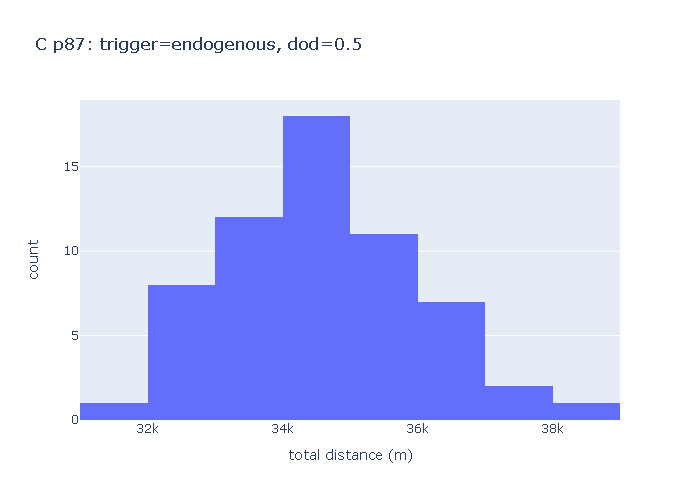 C p87: trigger=endogenous, dod=0.5
15
10
5
0
count
32k
34k
36k
38k
total distance (m)